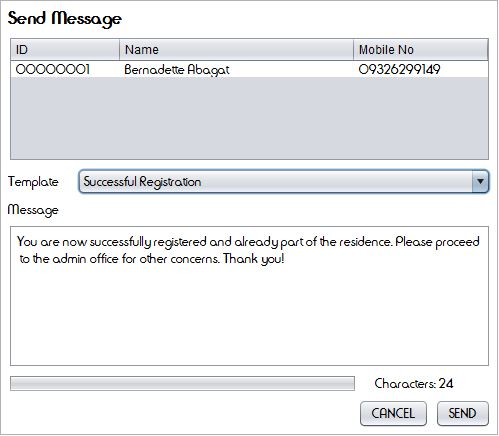 Send Message
ID Name Mobile No
00000001 Bernadette Abagat 09326299149
Template Successful Registration
Message
You are now successfully registered and already part of the residence. Please proceed
to the admin office for other concerns. Thank you!
Characters: 24
CANCEL SEND